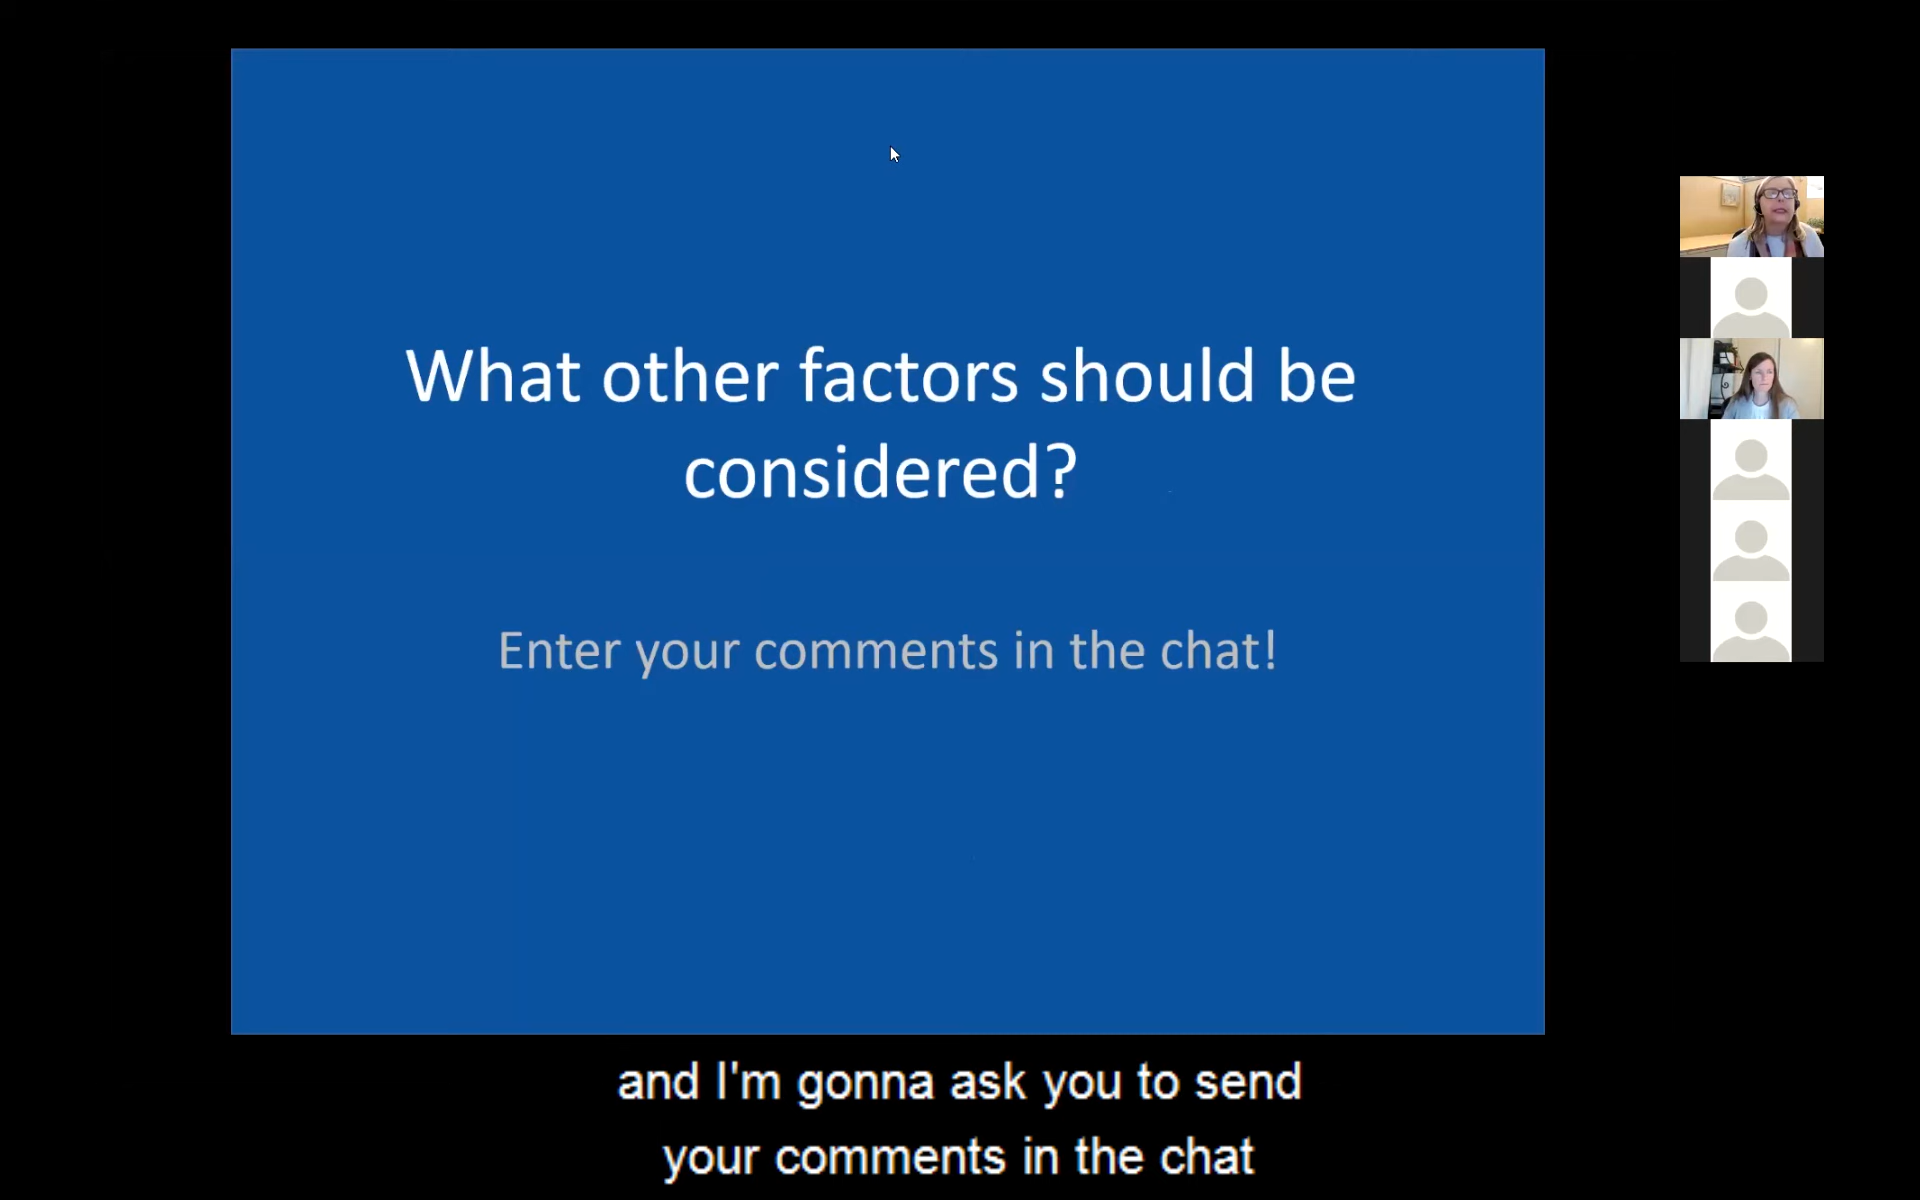 What other factors should be
considered?
Enter your comments in the chat!
and I'm gonna ask you to send
your comments in the chat